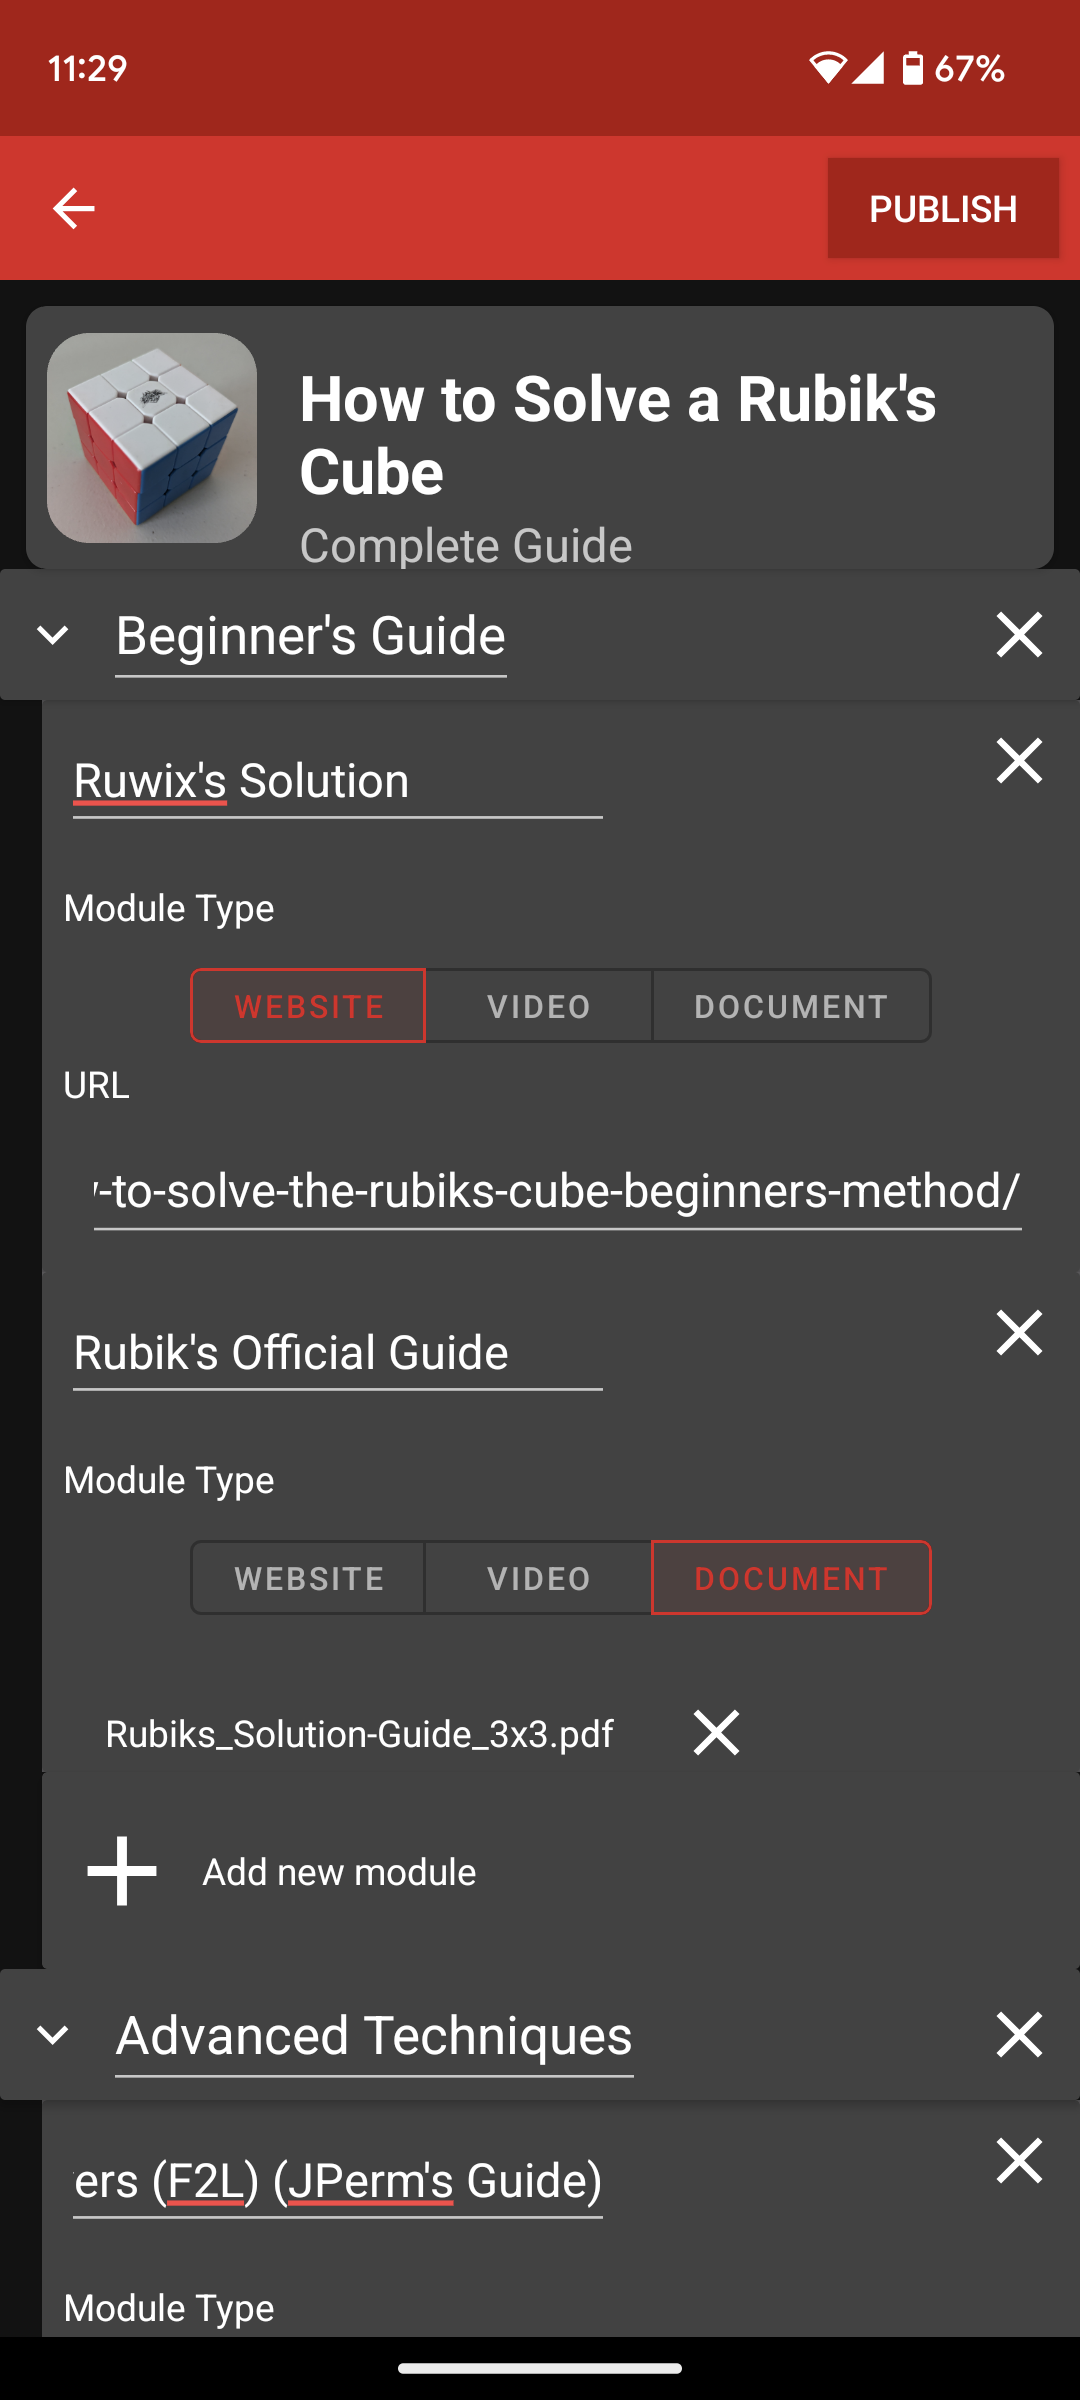 11:29
67%
PUBLISH
How to Solve a Rubik's
Cube
Complete Guide
Beginner's Guide
Ruwix's Solution
Module Type
WEBSITE VIDEO DOCUMENT
URL
-to-solve-the-rubiks-cube-beginners-method/
Rubik's Official Guide
Module Type
WEBSITE VIDEO DOCUMENT
Rubiks_Solution-Guide_3x3.pdf
Add new module
Advanced Techniques
ers (F2L) (JPerm's Guide)
Module Type